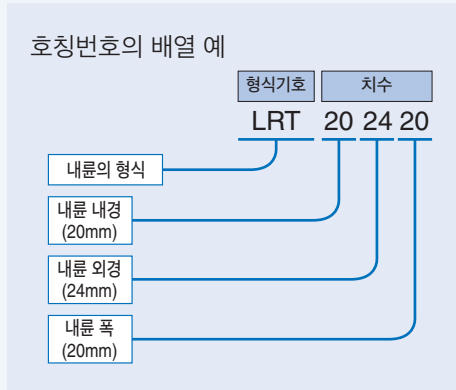 호칭번호의 배열 예
형식기호 치수
LRT 20 24 20
내륜의 형식
내륜 내경
(20mm)
내륜 외경
(24mm)
내륜 폭
(20mm)